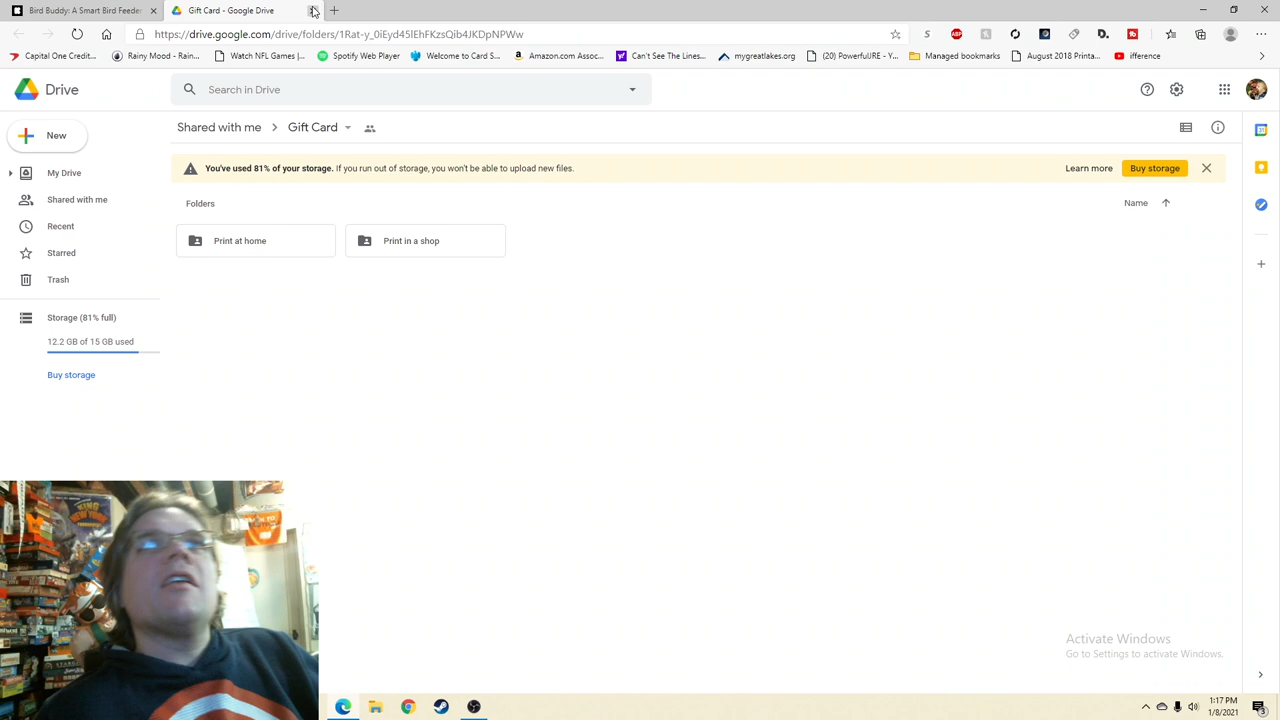 Bird Buddy: A Smart Bird Feeder
Gift Card - Google Drive
https://drive.google.com/drive/folders/1Rat-y_0iEyd45lEhFKzsQib4JKDpNPWw
ABP
Capital One Credit...
Rainy Mood - Rain...
Watch NFL Games |...
Spotify Web Player
Welcome to Card S...
Amazon.com Assoc...
Can't See The Lines...
mygreatlakes.org
(20) PowerfulJRE - Y...
Managed bookmarks
August 2018 Printa...
ifference
Drive
Search in Drive
New
Shared with me > Gift Card
You've used 81% of your storage. If you run out of storage, you won't be able to upload new files.
Learn more
Buy storage
My Drive
Shared with me
Recent
Starred
Trash
Storage (81% full)
12.2 GB of 15 GB used
Buy storage
Folders
Name
Print at home
Print in a shop
KING
NEW YORK
Activate Windows
Go to Settings to activate Windows.
1:17 PM
1/8/2021